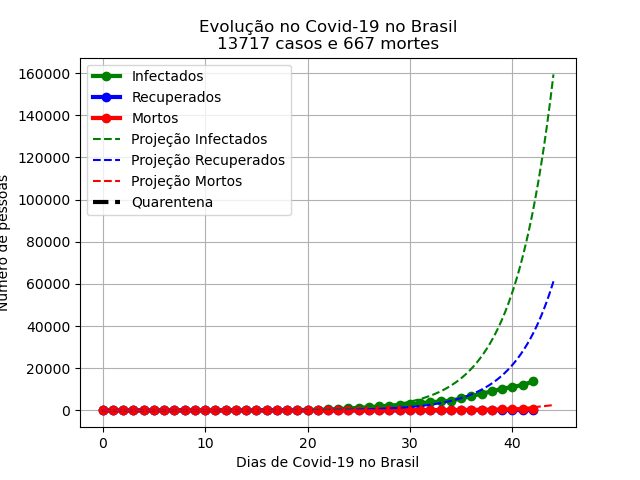 Evolução no Covid-19 no Brasil
13717 casos e 667 mortes
160000
140000
120000
100000
80000
60000
40000
20000
0
Número de pessoas
Infectados
Recuperados
Mortos
Projeção Infectados
Projeção Recuperados
Projeção Mortos
Quarentena
0
10
20
30
40
Dias de Covid-19 no Brasil